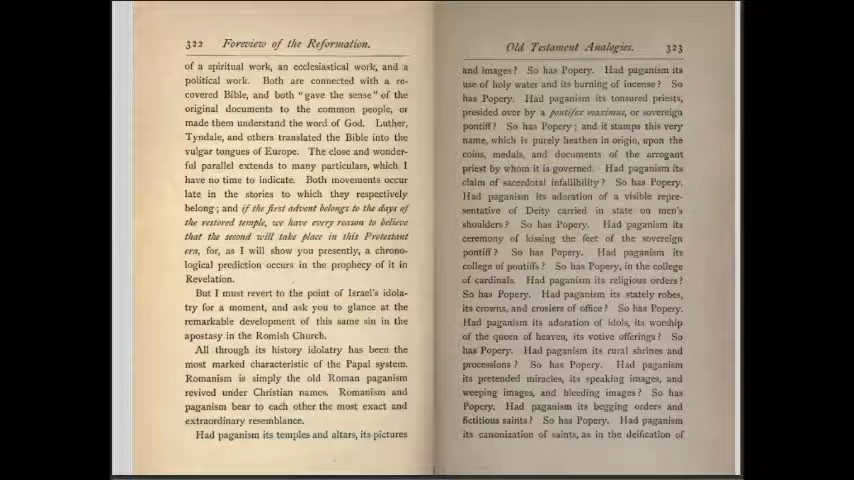 322 Foreview of the Reformation.
of a spiritual work, an ecclesiastical work, and a
political work. Both are connected with a re-
covered Bible, and both "gave the sense" of the
original documents to the common people, or
made them understand the word of God. Luther,
Tyndale, and others translated the Bible into the
vulgar tongues of Europe. The close and wonder-
ful parallel extends to many particulars, which I
have no time to indicate. Both movements occur
late in the stories to which they respectively
belong; and if the first advent belongs to the days of
the restored temple, we have every reason to believe
that the second will take place in this Protestant
era, for, as I will show you presently, a chrono-
logical prediction occurs in the prophecy of it in
Revelation.
But I must revert to the point of Israel's idola-
try for a moment, and ask you to glance at the
remarkable development of this same sin in the
apostasy in the Romish Church.
All through its history idolatry has been the
most marked characteristic of the Papal system.
Romanism is simply the old Roman paganism
revived under Christian names. Romanism and
paganism bear to each other the most exact and
extraordinary resemblance.
Had paganism its temples and altars, its pictures
Old Testament Analogies. 323
and images? So has Popery. Had paganism its
use of holy water and its burning of incense? So
has Popery. Had paganism its tonsured priests,
presided over by a pontifex maximus, or sovereign
pontiff? So has Popery; and it stamps this very
name, which is purely heathen in origin, upon the
coins, medals, and documents of the arrogant
priest by whom it is governed. Had paganism its
claim of sacerdotal infallibility? So has Popery.
Had paganism its adoration of a visible repre-
sentative of Deity carried in state on men's
shoulders? So has Popery. Had paganism its
ceremony of kissing the feet of the sovereign
pontiff? So has Popery. Had paganism its
college of pontiffs? So has Popery, in the college
of cardinals. Had paganism its religious orders?
So has Popery. Had paganism its stately robes,
its crowns, and crosiers of office? So has Popery.
Had paganism its adoration of idols, its worship
of the queen of heaven, its votive offerings? So
has Popery. Had paganism its rural shrines and
processions? So has Popery. Had paganism
its pretended miracles, its speaking images, and
weeping images, and bleeding images? So has
Popery. Had paganism its begging orders and
fictitious saints? So has Popery. Had paganism
its canonization of saints, as in the deification of